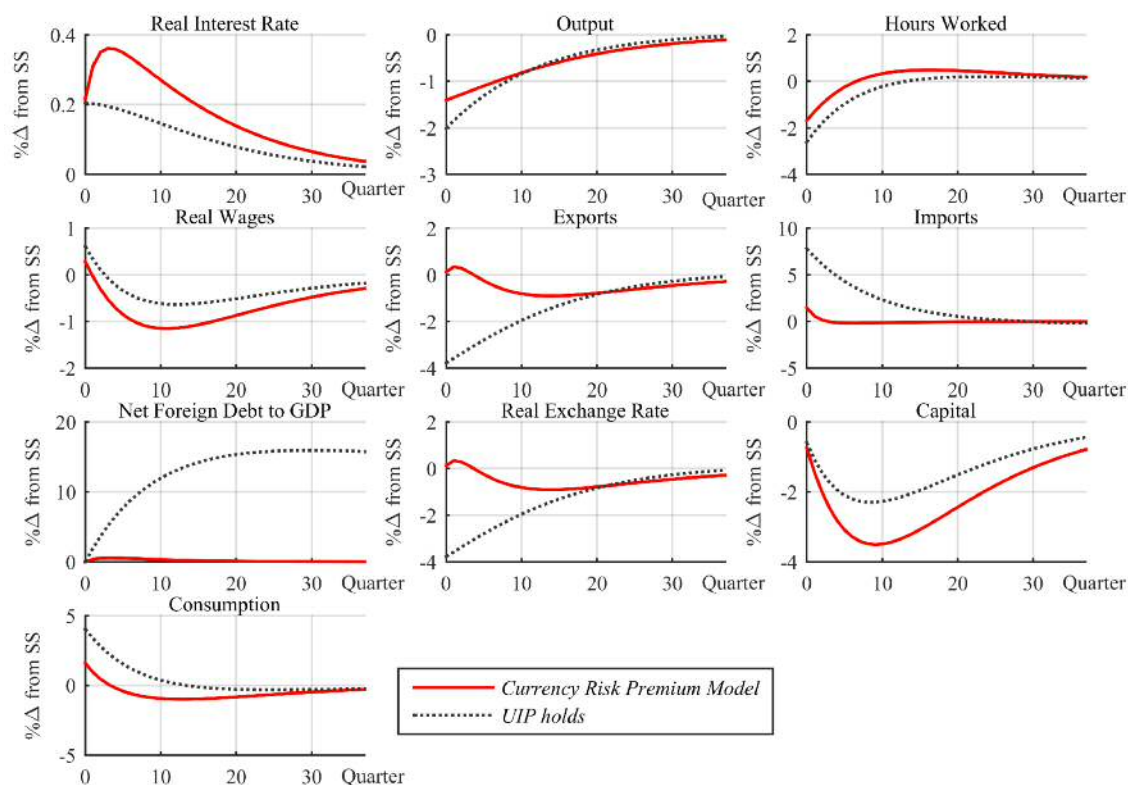 Real Interest Rate
Output
Hours Worked
%Δ from SS
0.4
0.2
0
0 10 20 30 Quarter
%Δ from SS
0
-1
-2
-3
0 10 20 30 Quarter
%Δ from SS
2
0
-2
-4
0 10 20 30 Quarter
Real Wages
Exports
Imports
%Δ from SS
1
0
-1
-2
0 10 20 30 Quarter
%Δ from SS
2
0
-2
-4
0 10 20 30 Quarter
%Δ from SS
10
5
0
-5
0 10 20 30 Quarter
Net Foreign Debt to GDP
Real Exchange Rate
Capital
%Δ from SS
20
10
0
0 10 20 30 Quarter
%Δ from SS
2
0
-2
-4
0 10 20 30 Quarter
%Δ from SS
0
-2
-4
0 10 20 30 Quarter
Consumption
%Δ from SS
5
0
-5
0 10 20 30 Quarter
Currency Risk Premium Model
UIP holds